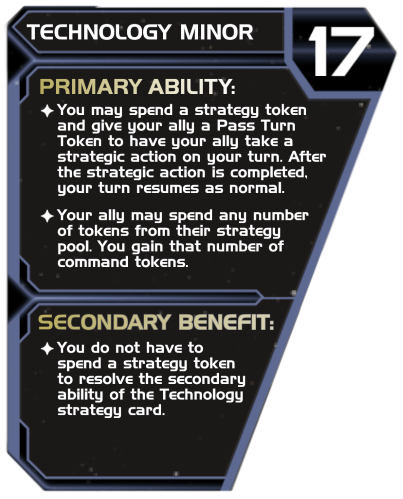 TECHNOLOGY MINOR
17
PRIMARY ABILITY:
You may spend a strategy token
and give your ally a Pass Turn
Token to have your ally take a
strategic action on your turn. After
the strategic action is completed,
your turn resumes as normal.
Your ally may spend any number
of tokens from their strategy
pool. You gain that number of
command tokens.
SECONDARY BENEFIT:
You do not have to
spend a strategy token
to resolve the secondary
ability of the Technology
strategy card.